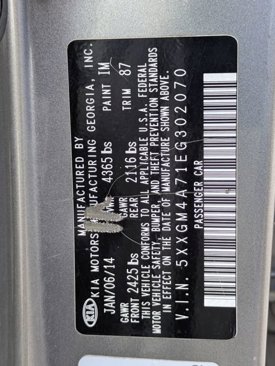 MANUFACTURED BY
KIA KIA MOTORS MANUFACTURING GEORGIA, INC.
JAN/06/14 4365 lbs PAINT IM
GAWR FRONT 2425 lbs GAWR REAR 2116 lbs TRIM 87
THIS VEHICLE CONFORMS TO ALL APPLICABLE U.S.A. FEDERAL
MOTOR VEHICLE SAFETY, BUMPER, AND THEFT PREVENTION STANDARDS
IN EFFECT ON THE DATE OF MANUFACTURE SHOWN ABOVE.
V.I.N. 5XXGM4A71EG302070
PASSENGER CAR